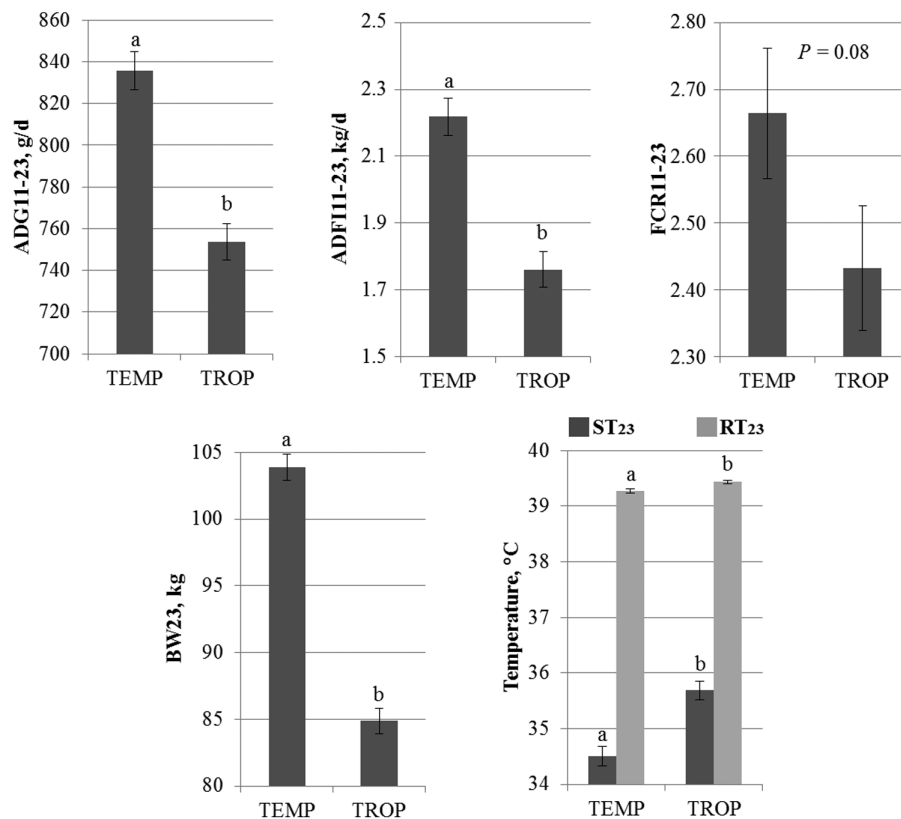 ADG11-23, g/d
860
840
820
800
780
760
740
720
700
a
b
TEMP TROP
ADFI11-23, kg/d
2.5
2.3
2.1
1.9
1.7
1.5
a
b
TEMP TROP
FCR11-23
2.80
2.70
2.60
2.50
2.40
2.30
P = 0.08
TEMP TROP
BW23, kg
105
100
95
90
85
80
a
b
TEMP TROP
ST23 RT23
Temperature, °C
40
39
38
37
36
35
34
a
a
b
b
TEMP TROP